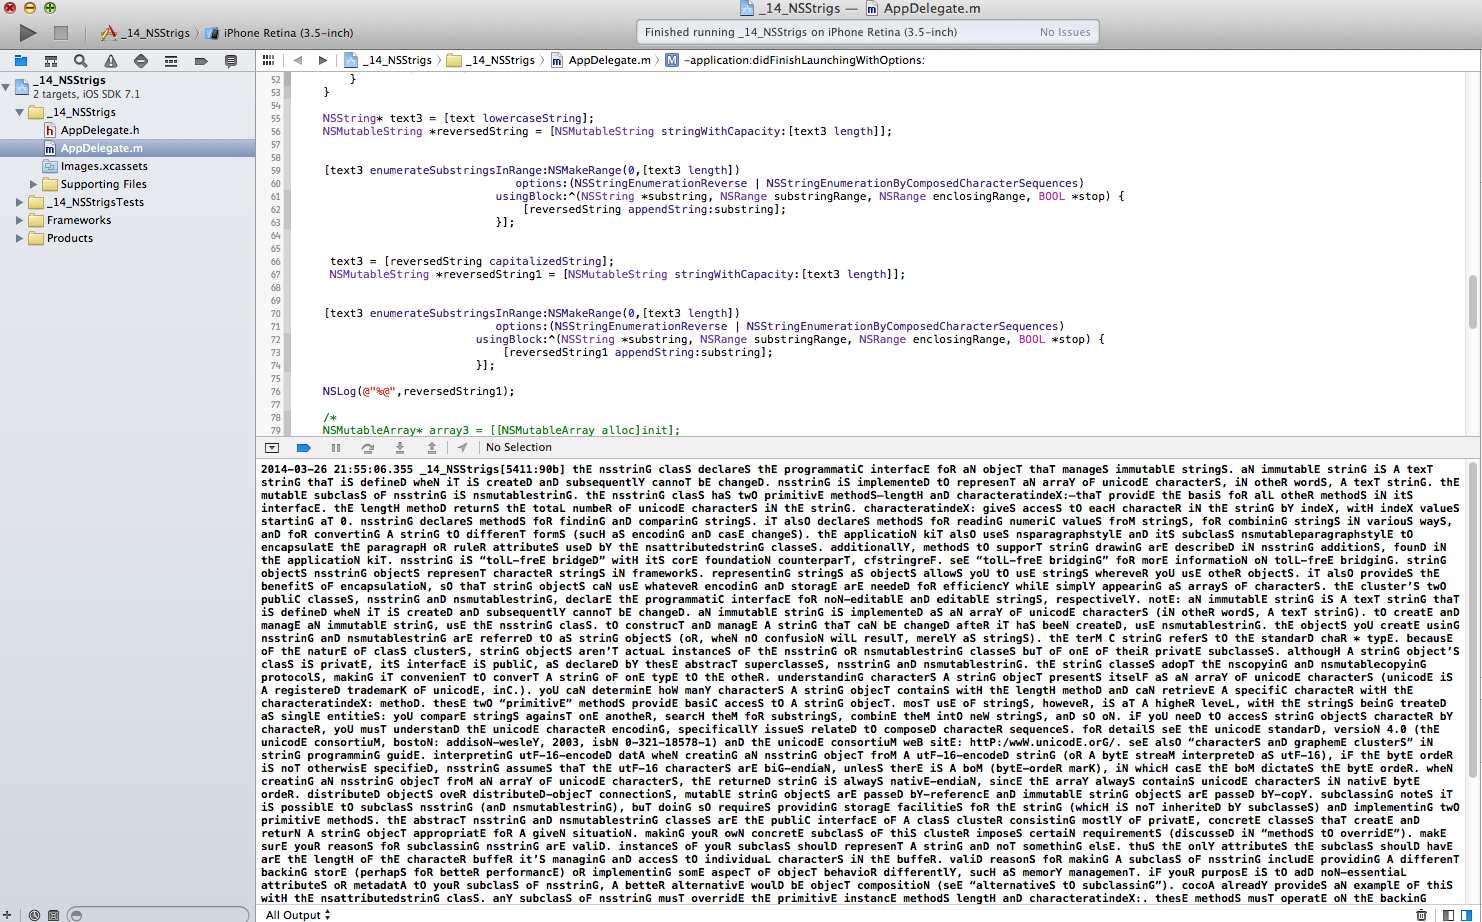 _14_NSStrigs — AppDelegate.m
_14_NSStrigs 〉 iPhone Retina (3.5-inch)
Finished running _14_NSStrigs on iPhone Retina (3.5-inch) No Issues
_14_NSStrigs 〉 _14_NSStrigs 〉 AppDelegate.m 〉 M -application:didFinishLaunchingWithOptions:
_14_NSStrigs
2 targets, iOS SDK 7.1
_14_NSStrigs
h AppDelegate.h
m AppDelegate.m
Images.xcassets
Supporting Files
_14_NSStrigsTests
Frameworks
Products
52 }
53 }
54
55 NSString* text3 = [text lowercaseString];
56 NSMutableString *reversedString = [NSMutableString stringWithCapacity:[text3 length]];
57
58
59 [text3 enumerateSubstringsInRange:NSMakeRange(0,[text3 length])
60 options:(NSStringEnumerationReverse | NSStringEnumerationByComposedCharacterSequences)
61 usingBlock:^(NSString *substring, NSRange substringRange, NSRange enclosingRange, BOOL *stop) {
62 [reversedString appendString:substring];
63 }];
64
65
66 text3 = [reversedString capitalizedString];
67 NSMutableString *reversedString1 = [NSMutableString stringWithCapacity:[text3 length]];
68
69
70 [text3 enumerateSubstringsInRange:NSMakeRange(0,[text3 length])
71 options:(NSStringEnumerationReverse | NSStringEnumerationByComposedCharacterSequences)
72 usingBlock:^(NSString *substring, NSRange substringRange, NSRange enclosingRange, BOOL *stop) {
73 [reversedString1 appendString:substring];
74 }];
75
76 NSLog(@"%@",reversedString1);
77
78 /*
79 NSMutableArray* array3 = [[NSMutableArray alloc]init];
No Selection
2014-03-26 21:55:06.355 _14_NSStrigs[5411:90b] thE nsstrinG clasS declareS thE programmatiC interfacE foR aN objecT thaT manageS immutablE stringS. aN immutablE strinG iS A texT
strinG thaT iS defineD wheN iT iS createD anD subsequentlY cannoT bE changeD. nsstrinG iS implementeD tO represenT aN arraY oF unicodE characterS, iN otheR wordS, A texT strinG. thE
mutablE subclasS oF nsstrinG iS nsmutablestrinG. thE nsstrinG clasS haS twO primitivE methodS—lengtH anD characteratindeX:—thaT providE thE basiS foR alL otheR methodS iN itS
interfacE. thE lengtH methoD returnS thE totaL numbeR oF unicodE characterS iN thE strinG. characteratindeX: giveS accesS tO eacH characteR iN thE strinG bY indeX, witH indeX valueS
startinG aT 0. nsstrinG declareS methodS foR findinG anD comparinG stringS. iT alsO declareS methodS foR readinG numeriC valueS froM stringS, foR combininG stringS iN variouS wayS,
anD foR convertinG A strinG tO differenT formS (sucH aS encodinG anD casE changeS). thE applicatioN kiT alsO useS nsparagraphstylE anD itS subclasS nsmutableparagraphstylE tO
encapsulatE thE paragrapH oR ruleR attributeS useD bY thE nsattributedstrinG classeS. additionallY, methodS tO supporT strinG drawinG arE describeD iN nsstrinG additionS, founD iN
thE applicatioN kiT. nsstrinG iS “tolL-freE bridgeD” witH itS corE foundatioN counterparT, cfstringreF. seE “tolL-freE bridginG” foR morE informatioN oN tolL-freE bridginG. strinG
objectS nsstrinG objectS represenT characteR stringS iN frameworkS. representinG stringS aS objectS allowS yoU tO usE stringS whereveR yoU usE otheR objectS. iT alsO provideS thE
benefitS oF encapsulatioN, sO thaT strinG objectS caN usE whateveR encodinG anD storagE arE needeD foR efficiencY whilE simplY appearinG aS arrayS oF characterS. thE clusteR’S twO
publiC classeS, nsstrinG anD nsmutablestrinG, declarE thE programmatiC interfacE foR noN-editablE anD editablE stringS, respectivelY. notE: aN immutablE strinG iS A texT strinG thaT
iS defineD wheN iT iS createD anD subsequentlY cannoT bE changeD. aN immutablE strinG iS implementeD aS aN arraY oF unicodE characterS (iN otheR wordS, A texT strinG). tO creatE anD
managE aN immutablE strinG, usE thE nsstrinG clasS. tO construcT anD managE A strinG thaT caN bE changeD afteR iT haS beeN createD, usE nsmutablestrinG. thE objectS yoU creatE usinG
nsstrinG anD nsmutablestrinG arE referreD tO aS strinG objectS (oR, wheN nO confusioN wilL resulT, merelY aS stringS). thE terM C strinG referS tO thE standarD chaR * typE. becausE
oF thE naturE oF clasS clusterS, strinG objectS aren’T actuaL instanceS oF thE nsstrinG oR nsmutablestrinG classeS buT oF onE oF theiR privatE subclasseS. althougH A strinG objecT’S
clasS iS privatE, itS interfacE iS publiC, aS declareD bY thesE abstracT superclasseS, nsstrinG anD nsmutablestrinG. thE strinG classeS adopT thE nscopyinG anD nsmutablecopyinG
protocolS, makinG iT convenienT tO converT A strinG oF onE typE tO thE otheR. understandinG characterS A strinG objecT presentS itselF aS aN arraY oF unicodE characterS (unicodE iS
A registereD trademarK oF unicodE, inC.). yoU caN determinE hoW manY characterS A strinG objecT containS witH thE lengtH methoD anD caN retrievE A specifiC characteR witH thE
characteratindeX: methoD. thesE twO “primitivE” methodS providE basiC accesS tO A strinG objecT. mosT usE oF stringS, howeveR, iS aT A higheR leveL, witH thE stringS beinG treateD
aS singlE entitieS: yoU comparE stringS againsT onE anotheR, searcH theM foR substringS, combinE theM intO neW stringS, anD sO oN. iF yoU neeD tO accesS strinG objectS characteR bY
characteR, yoU musT understanD thE unicodE characteR encodinG, specificallY issueS relateD tO composeD characteR sequenceS. foR detailS seE thE unicodE standarD, versioN 4.0 (thE
unicodE consortiuM, bostoN: addisoN-wesleY, 2003, isbN 0-321-18578-1) anD thE unicodE consortiuM weB sitE: httP:/wwW.unicodE.orG/. seE alsO “characterS anD graphemE clusterS” iN
strinG programminG guidE. interpretinG utF-16-encodeD datA wheN creatinG aN nsstrinG objecT froM A utF-16-encodeD strinG (oR A bytE streaM interpreteD aS utF-16), iF thE bytE ordeR
iS noT otherwisE specifieD, nsstrinG assumeS thaT thE utF-16 characterS arE biG-endiaN, unlesS therE iS A boM (bytE-ordeR marK), iN whicH casE thE boM dictateS thE bytE ordeR. wheN
creatinG aN nsstrinG objecT froM aN arraY oF unicodE characterS, thE returneD strinG iS alwayS nativE-endiaN, sincE thE arraY alwayS containS unicodE characterS iN nativE bytE
ordeR. distributeD objectS oveR distributeD-objecT connectionS, mutablE strinG objectS arE passeD bY-referencE anD immutablE strinG objectS arE passeD bY-copY. subclassinG noteS iT
iS possiblE tO subclasS nsstrinG (anD nsmutablestrinG), buT doinG sO requireS providinG storagE facilitieS foR thE strinG (whicH iS noT inheriteD bY subclasseS) anD implementinG twO
primitivE methodS. thE abstracT nsstrinG anD nsmutablestrinG classeS arE thE publiC interfacE oF A clasS clusteR consistinG mostlY oF privatE, concretE classeS thaT creatE anD
returN A strinG objecT appropriatE foR A giveN situatioN. makinG youR owN concretE subclasS oF thiS clusteR imposeS certaiN requirementS (discusseD iN “methodS tO overridE”). makE
surE youR reasonS foR subclassinG nsstrinG arE valiD. instanceS oF youR subclasS shoulD represenT A strinG anD noT somethinG elsE. thuS thE onlY attributeS thE subclasS shoulD havE
arE thE lengtH oF thE characteR buffeR it’S managinG anD accesS tO individuaL characterS iN thE buffeR. valiD reasonS foR makinG A subclasS oF nsstrinG includE providinG A differenT
backinG storE (perhapS foR betteR performancE) oR implementinG somE aspecT oF objecT behavioR differentlY, sucH aS memorY managemenT. iF youR purposE iS tO adD noN-essentiaL
attributeS oR metadatA tO youR subclasS oF nsstrinG, A betteR alternativE woulD bE objecT compositioN (seE “alternativeS tO subclassinG”). cocoA alreadY provideS aN examplE oF thiS
witH thE nsattributedstrinG clasS. anY subclasS oF nsstrinG musT overridE thE primitivE instancE methodS lengtH anD characteratindeX:. thesE methodS musT operatE oN thE backinG
All Output